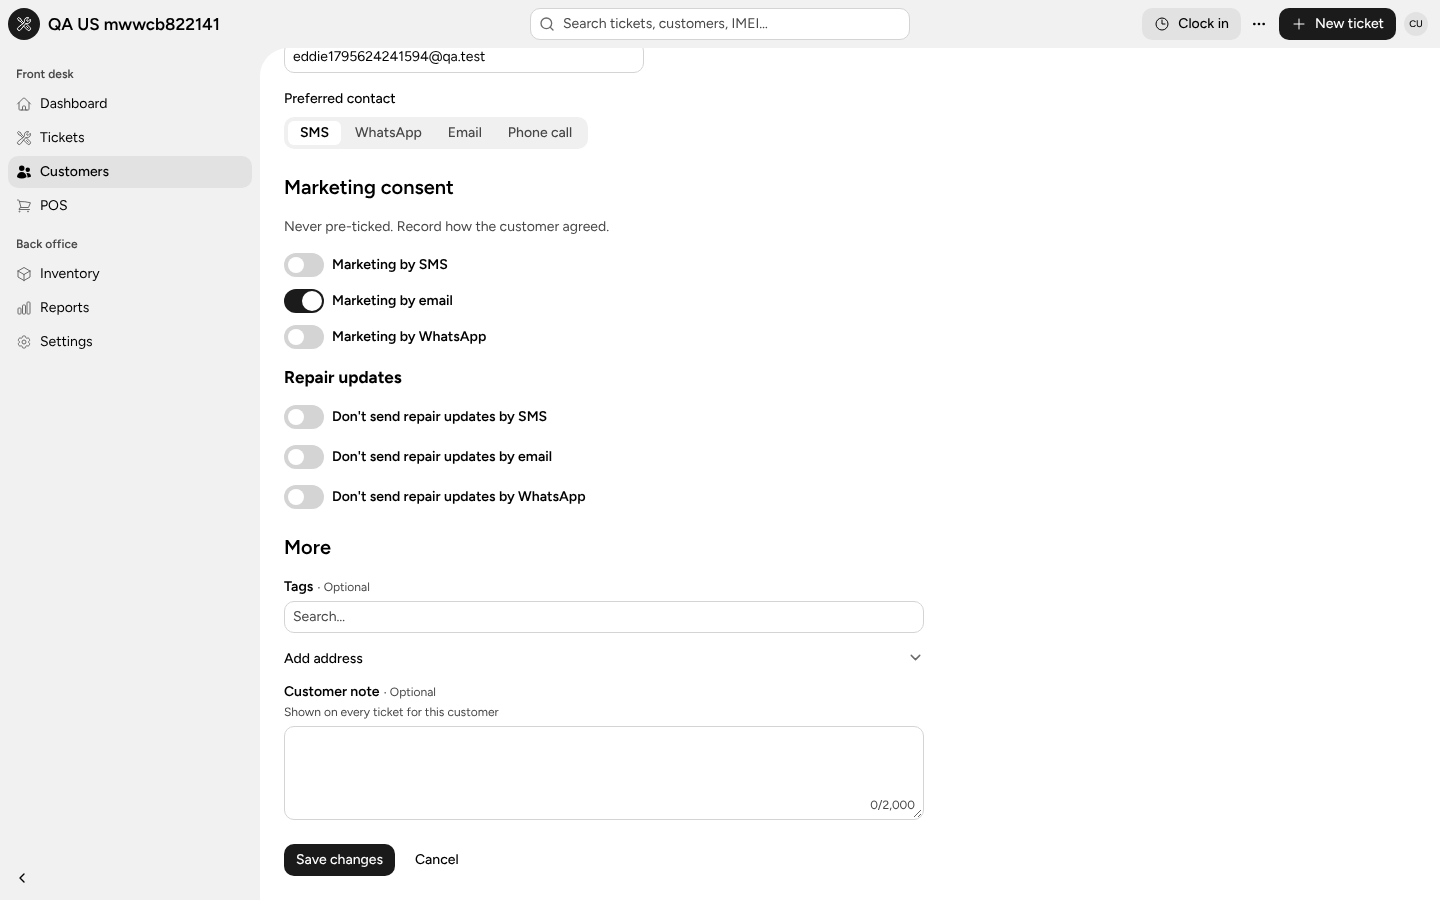 QA US mwwcb822141
Search tickets, customers, IMEI...
Clock in
New ticket
CU
Front desk
Dashboard
Tickets
Customers
POS
Back office
Inventory
Reports
Settings
eddie1795624241594@qa.test
Preferred contact
SMS WhatsApp Email Phone call
Marketing consent
Never pre-ticked. Record how the customer agreed.
Marketing by SMS
Marketing by email
Marketing by WhatsApp
Repair updates
Don't send repair updates by SMS
Don't send repair updates by email
Don't send repair updates by WhatsApp
More
Tags · Optional
Search...
Add address
Customer note · Optional
Shown on every ticket for this customer
0/2,000
Save changes Cancel